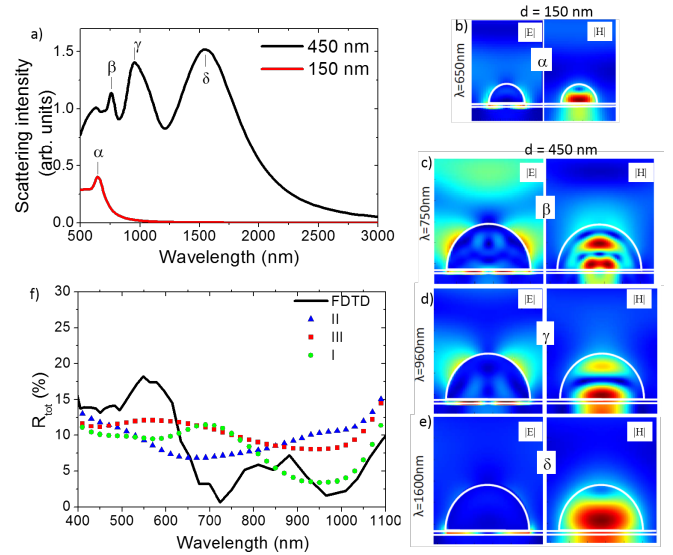 a)
1.5
1.0
0.5
0.0
Scattering intensity
(arb. units)
450 nm
150 nm
α
β
γ
δ
500 1000 1500 2000 2500 3000
Wavelength (nm)
d = 150 nm
b)
λ=650nm
|E|
|H|
α
d = 450 nm
c)
λ=750nm
|E|
|H|
β
d)
λ=960nm
|E|
|H|
γ
e)
λ=1600nm
|E|
|H|
δ
f)
30
25
20
15
10
5
0
Rtot (%)
FDTD
II
III
I
400 500 600 700 800 900 1000 1100
Wavelength (nm)